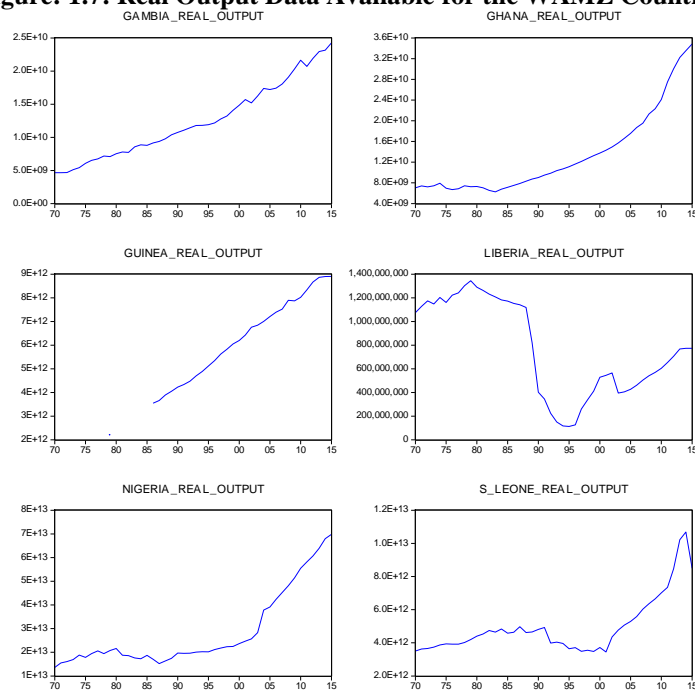 gure: 1.7: Real Output Data Available for the WAMZ Countri
GAMBIA_REAL_OUTPUT
2.5E+10
2.0E+10
1.5E+10
1.0E+10
5.0E+09
0.0E+00
70 75 80 85 90 95 00 05 10 15
GHANA_REAL_OUTPUT
3.6E+10
3.2E+10
2.8E+10
2.4E+10
2.0E+10
1.6E+10
1.2E+10
8.0E+09
4.0E+09
70 75 80 85 90 95 00 05 10 15
GUINEA_REAL_OUTPUT
9E+12
8E+12
7E+12
6E+12
5E+12
4E+12
3E+12
2E+12
70 75 80 85 90 95 00 05 10 15
LIBERIA_REAL_OUTPUT
1,400,000,000
1,200,000,000
1,000,000,000
800,000,000
600,000,000
400,000,000
200,000,000
0
70 75 80 85 90 95 00 05 10 15
NIGERIA_REAL_OUTPUT
8E+13
7E+13
6E+13
5E+13
4E+13
3E+13
2E+13
1E+13
70 75 80 85 90 95 00 05 10 15
S_LEONE_REAL_OUTPUT
1.2E+13
1.0E+13
8.0E+12
6.0E+12
4.0E+12
2.0E+12
70 75 80 85 90 95 00 05 10 15